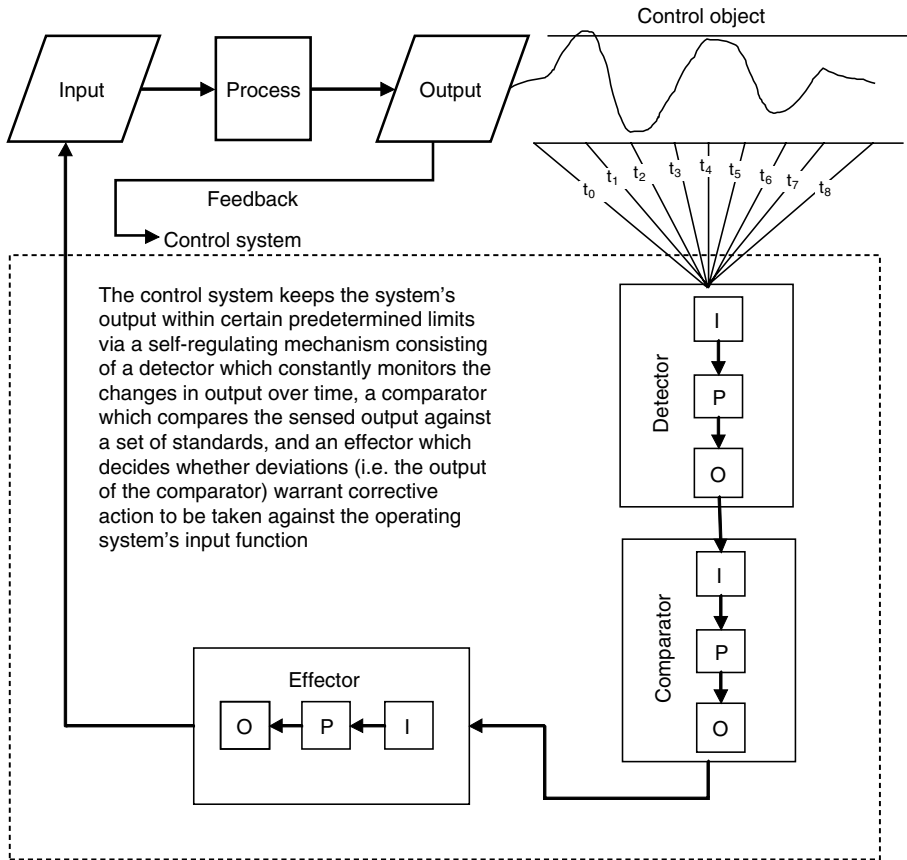 Control object
Input
Process
Output
t0
t1
t2
t3
t4
t5
t6
t7
t8
Feedback
Control system
The control system keeps the system's
output within certain predetermined limits
via a self-regulating mechanism consisting
of a detector which constantly monitors the
changes in output over time, a comparator
which compares the sensed output against
a set of standards, and an effector which
decides whether deviations (i.e. the output
of the comparator) warrant corrective
action to be taken against the operating
system's input function
Detector
I
P
O
Comparator
I
P
O
Effector
O
P
I